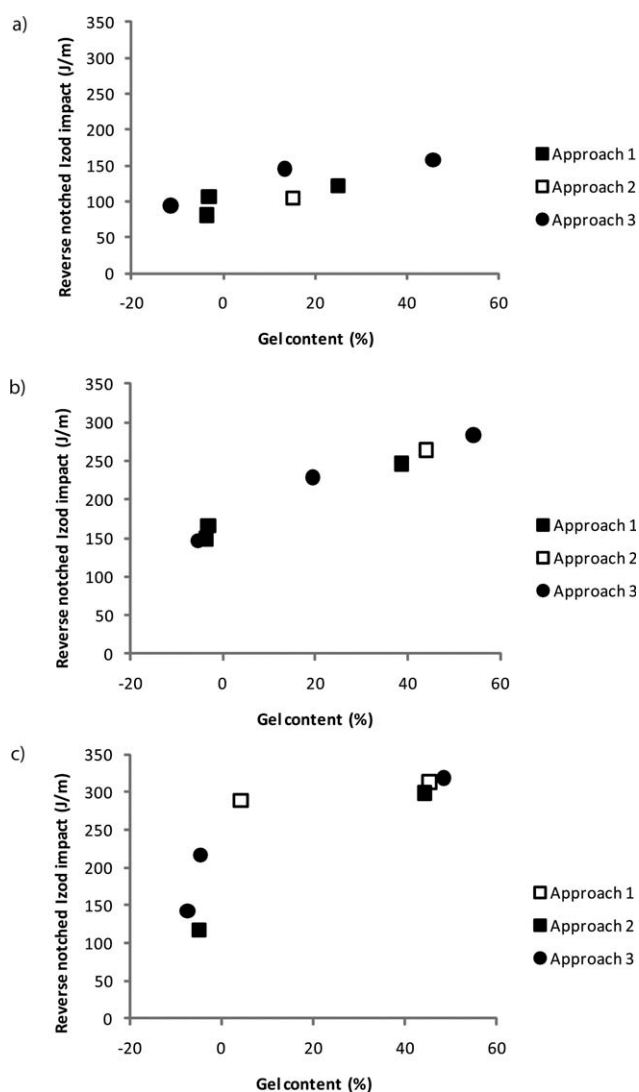 a)
Reverse notched Izod impact (J/m)
350
300
250
200
150
100
50
0
-20
0
20
40
60
Gel content (%)
Approach 1
Approach 2
Approach 3
b)
Reverse notched Izod impact (J/m)
350
300
250
200
150
100
50
0
-20
0
20
40
60
Gel content (%)
Approach 1
Approach 2
Approach 3
c)
Reverse notched Izod impact (J/m)
350
300
250
200
150
100
50
0
-20
0
20
40
60
Gel content (%)
Approach 1
Approach 2
Approach 3